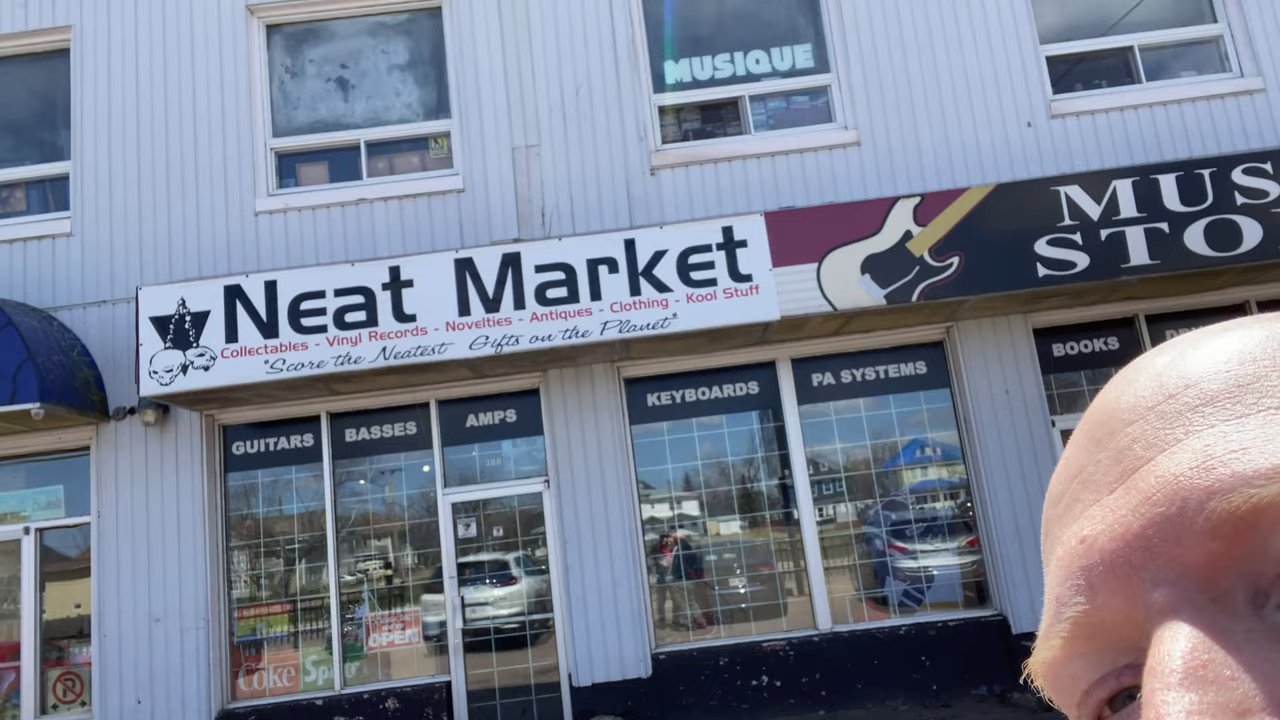 MUSIQUE
Neat Market
Collectables - Vinyl Records - Novelties - Antiques - Clothing - Kool Stuff
"Score the Neatest Gifts on the Planet"
MUS
STO
GUITARS
BASSES
AMPS
KEYBOARDS
PA SYSTEMS
BOOKS
388
OPEN
Coke